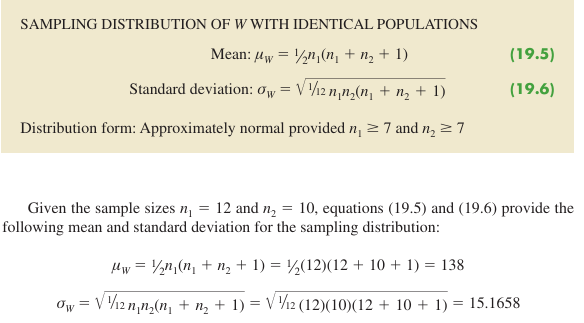 SAMPLING DISTRIBUTION OF W WITH IDENTICAL POPULATIONS
Mean: μW = ½n₁(n₁ + n₂ + 1) (19.5)
Standard deviation: σW = √1/12 n₁n₂(n₁ + n₂ + 1) (19.6)
Distribution form: Approximately normal provided n₁ ≥ 7 and n₂ ≥ 7
Given the sample sizes n₁ = 12 and n₂ = 10, equations (19.5) and (19.6) provide the
following mean and standard deviation for the sampling distribution:
μW = ½n₁(n₁ + n₂ + 1) = ½(12)(12 + 10 + 1) = 138
σW = √1/12 n₁n₂(n₁ + n₂ + 1) = √1/12 (12)(10)(12 + 10 + 1) = 15.1658